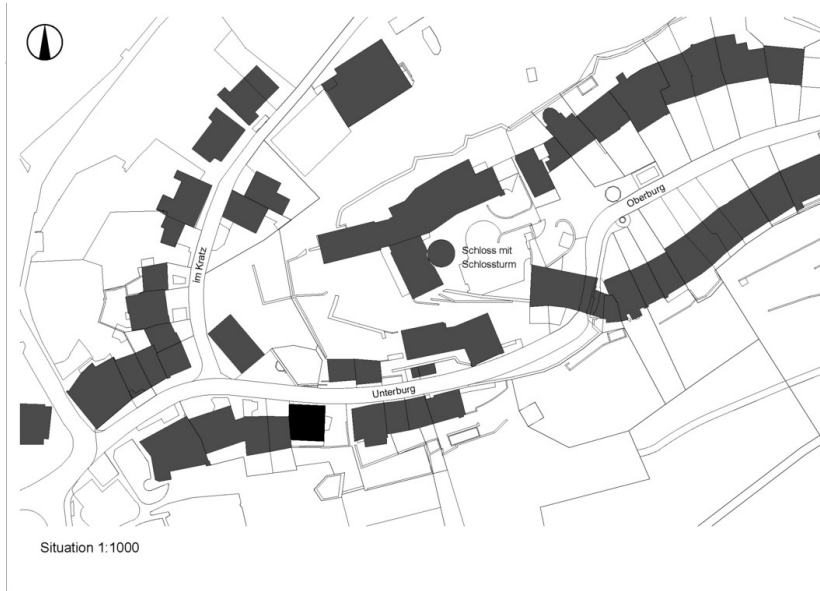 Oberburg
Schloss mit
Schlossturm
im Kratz
Unterburg
Situation 1:1000